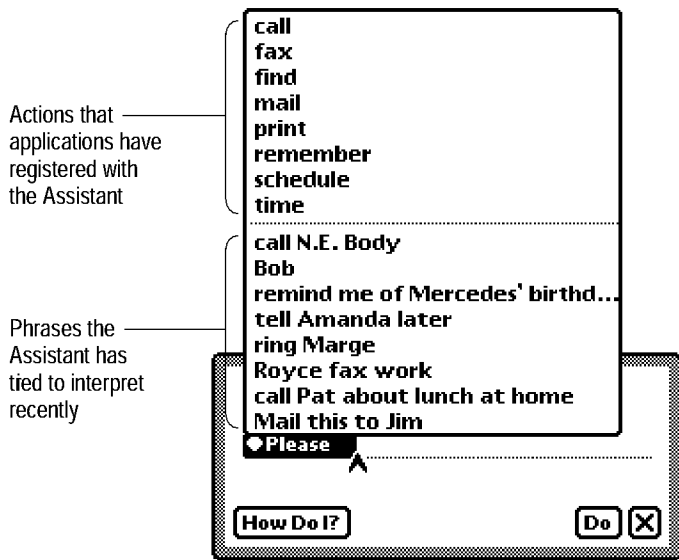 call
fax
find
mail
print
remember
schedule
time
Actions that
applications have
registered with
the Assistant
call N.E. Body
Bob
remind me of Mercedes' birthd...
tell Amanda later
ring Marge
Royce fax work
call Pat about lunch at home
Mail this to Jim
Phrases the
Assistant has
tied to interpret
recently
Please
How Do I?
Do